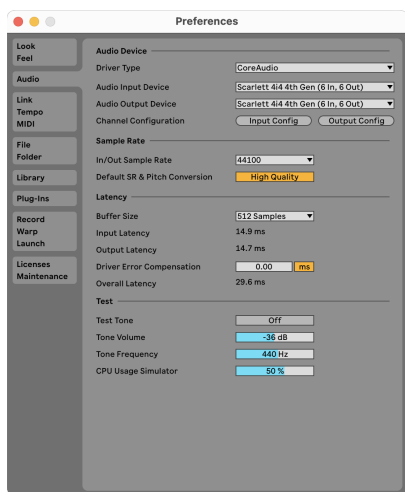 Preferences
Look
Feel
Audio
Link
Tempo
MIDI
File
Folder
Library
Plug-Ins
Record
Warp
Launch
Licenses
Maintenance
Audio Device
Driver Type CoreAudio
Audio Input Device Scarlett 4i4 4th Gen (6 In, 6 Out)
Audio Output Device Scarlett 4i4 4th Gen (6 In, 6 Out)
Channel Configuration Input Config Output Config
Sample Rate
In/Out Sample Rate 44100
Default SR & Pitch Conversion High Quality
Latency
Buffer Size 512 Samples
Input Latency 14.9 ms
Output Latency 14.7 ms
Driver Error Compensation 0.00 ms
Overall Latency 29.6 ms
Test
Test Tone Off
Tone Volume -36 dB
Tone Frequency 440 Hz
CPU Usage Simulator 50 %